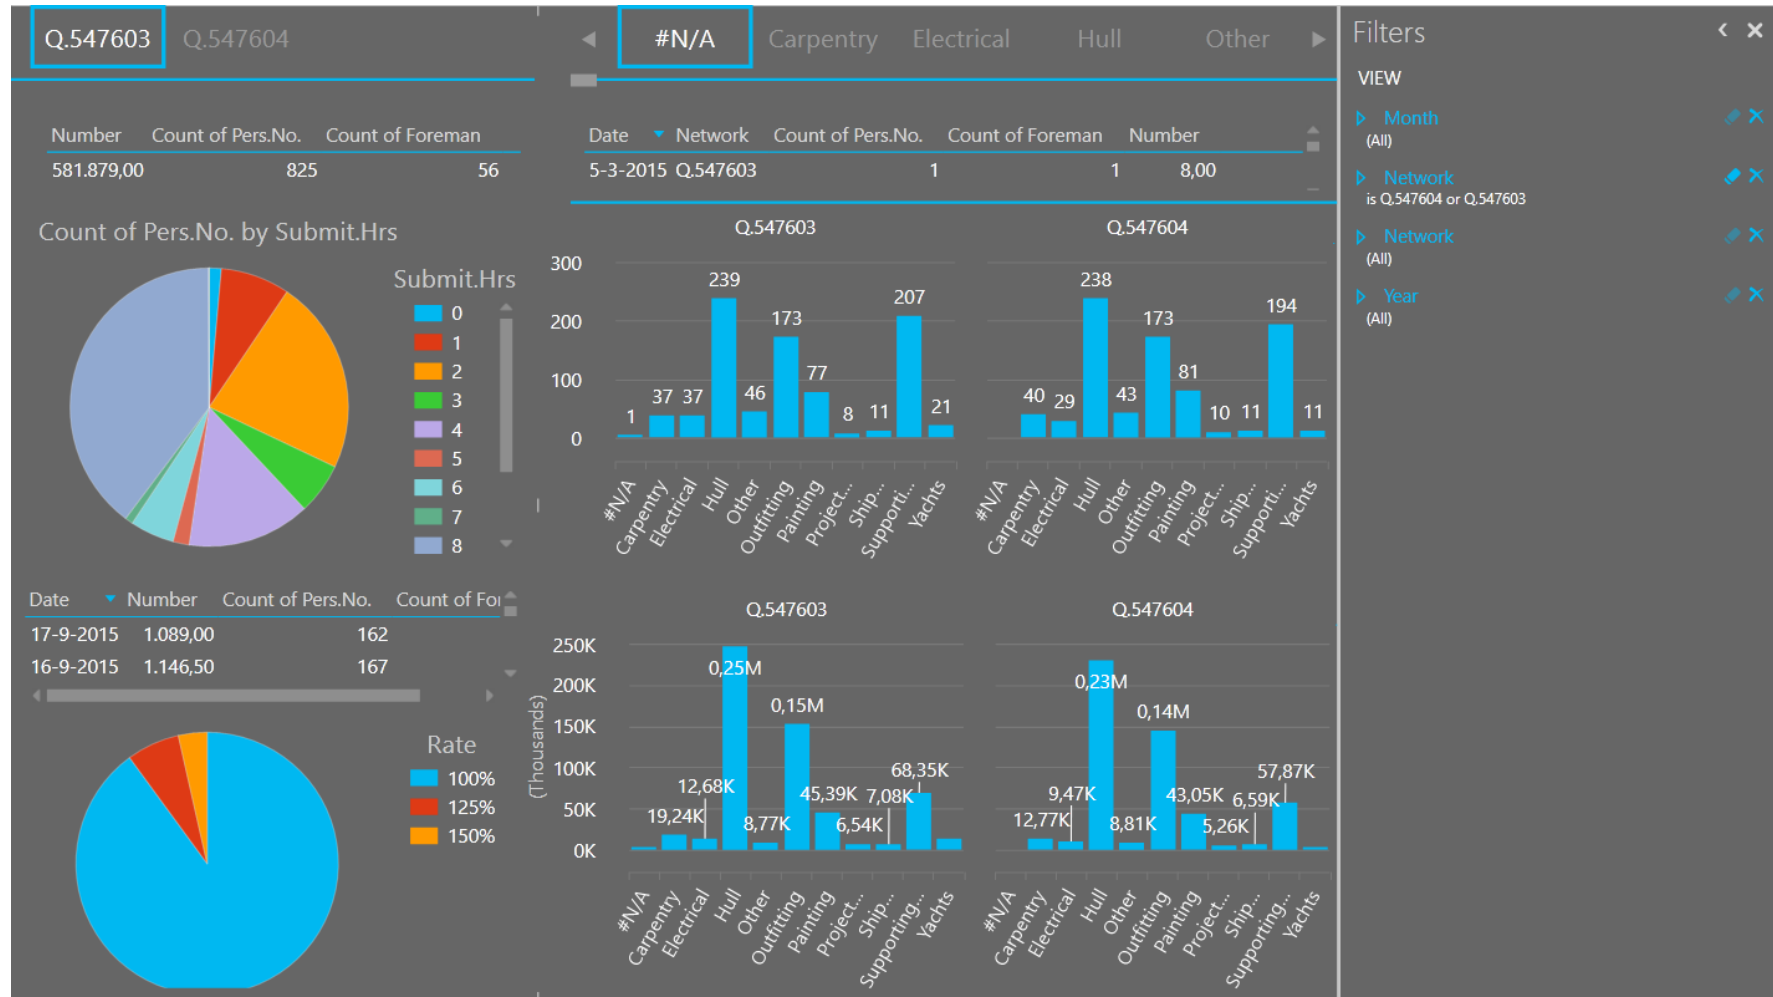 Q.547603 Q.547604
Number Count of Pers.No. Count of Foreman
581.879,00 825 56
Count of Pers.No. by Submit.Hrs
Submit.Hrs
0
1
2
3
4
5
6
7
8
Date Number Count of Pers.No. Count of For
17-9-2015 1.089,00 162
16-9-2015 1.146,50 167
Rate
100%
125%
150%
#N/A Carpentry Electrical Hull Other
Date Network Count of Pers.No. Count of Foreman Number
5-3-2015 Q.547603 1 1 8,00
Q.547603
300
200
100
0
1 37 37 239 46 173 77 8 11 207 21
#N/A Carpentry Electrical Hull Other Outfitting Painting Project... Ship... Supporti... Yachts
Q.547604
40 29 238 43 173 81 10 11 194 11
#N/A Carpentry Electrical Hull Other Outfitting Painting Project... Ship... Supporti... Yachts
Q.547603
(Thousands)
250K
200K
150K
100K
50K
0K
19,24K 12,68K 0,25M 8,77K 0,15M 45,39K 6,54K 7,08K 68,35K
#N/A Carpentry Electrical Hull Other Outfitting Painting Project... Ship... Supporting... Yachts
Q.547604
12,77K 9,47K 0,23M 8,81K 0,14M 43,05K 5,26K 6,59K 57,87K
#N/A Carpentry Electrical Hull Other Outfitting Painting Project... Ship... Supporting... Yachts
Filters
VIEW
Month
(All)
Network
is Q.547604 or Q.547603
Network
(All)
Year
(All)